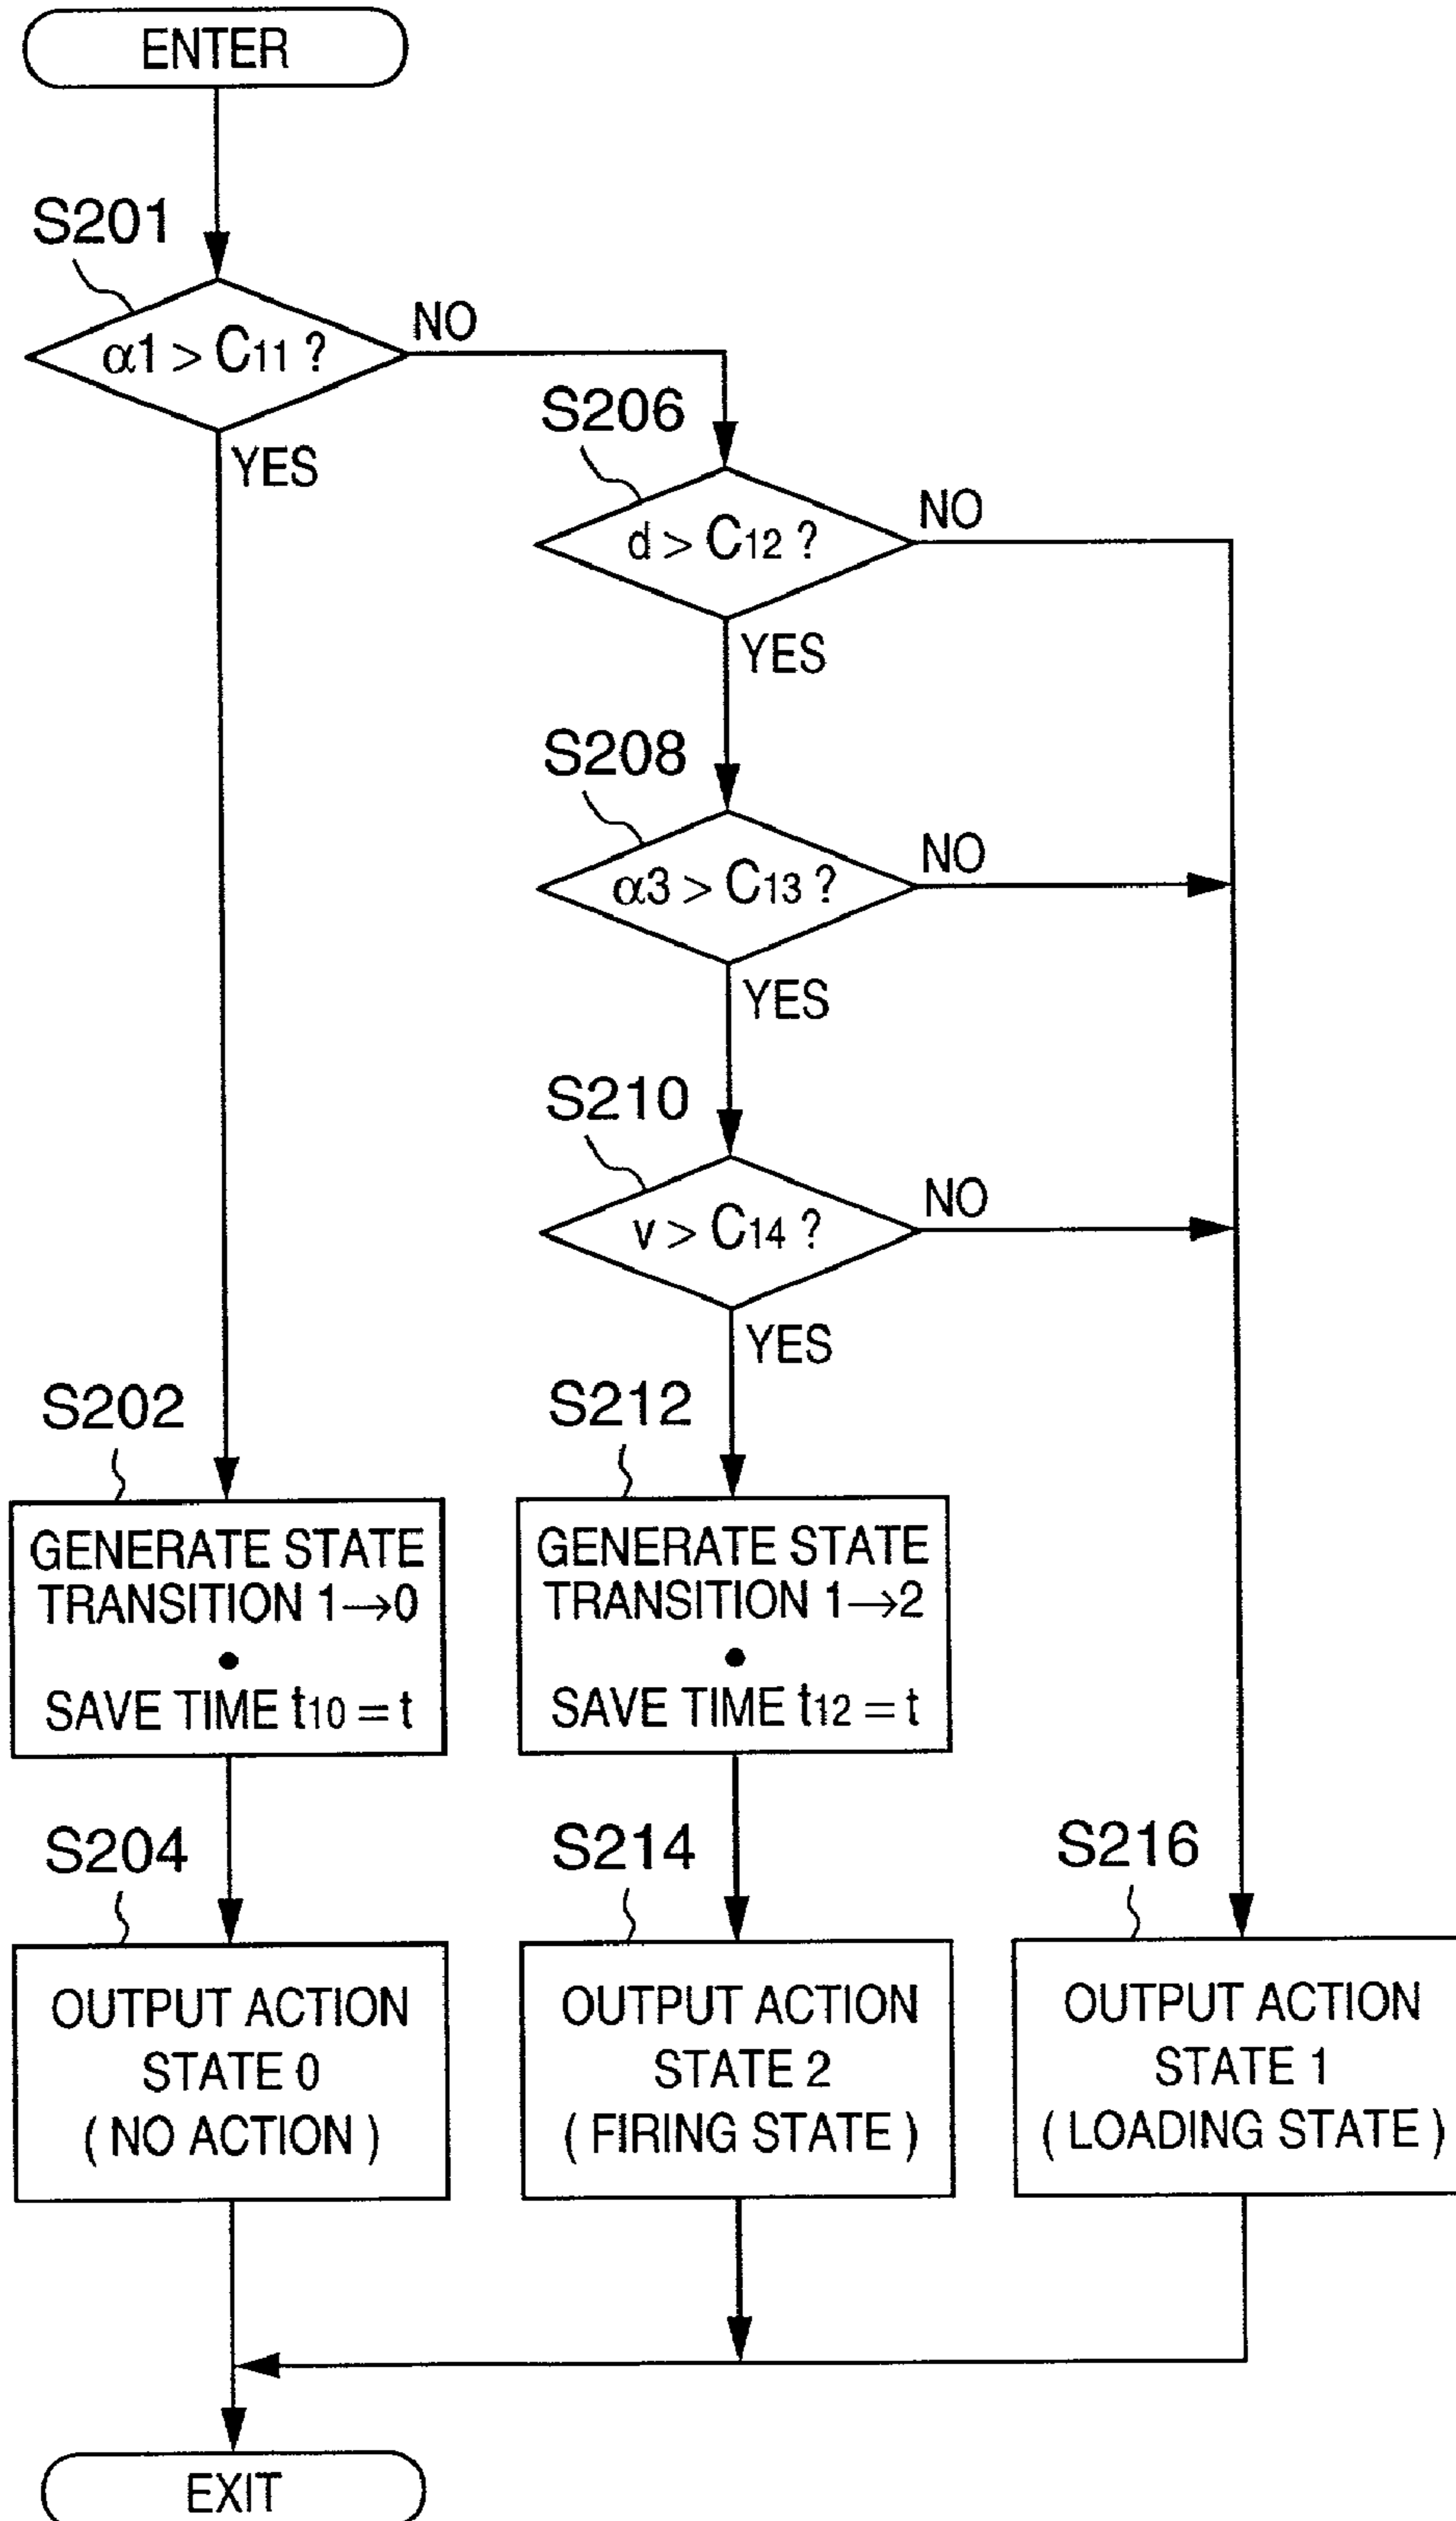 ENTER
S201
α1 > C11 ?
NO
YES
S206
d > C12 ?
NO
YES
S208
α3 > C13 ?
NO
YES
S210
v > C14 ?
NO
YES
S202
GENERATE STATE
TRANSITION 1→0
•
SAVE TIME t10 = t
S212
GENERATE STATE
TRANSITION 1→2
•
SAVE TIME t12 = t
S204
OUTPUT ACTION
STATE 0
( NO ACTION )
S214
OUTPUT ACTION
STATE 2
( FIRING STATE )
S216
OUTPUT ACTION
STATE 1
( LOADING STATE )
EXIT